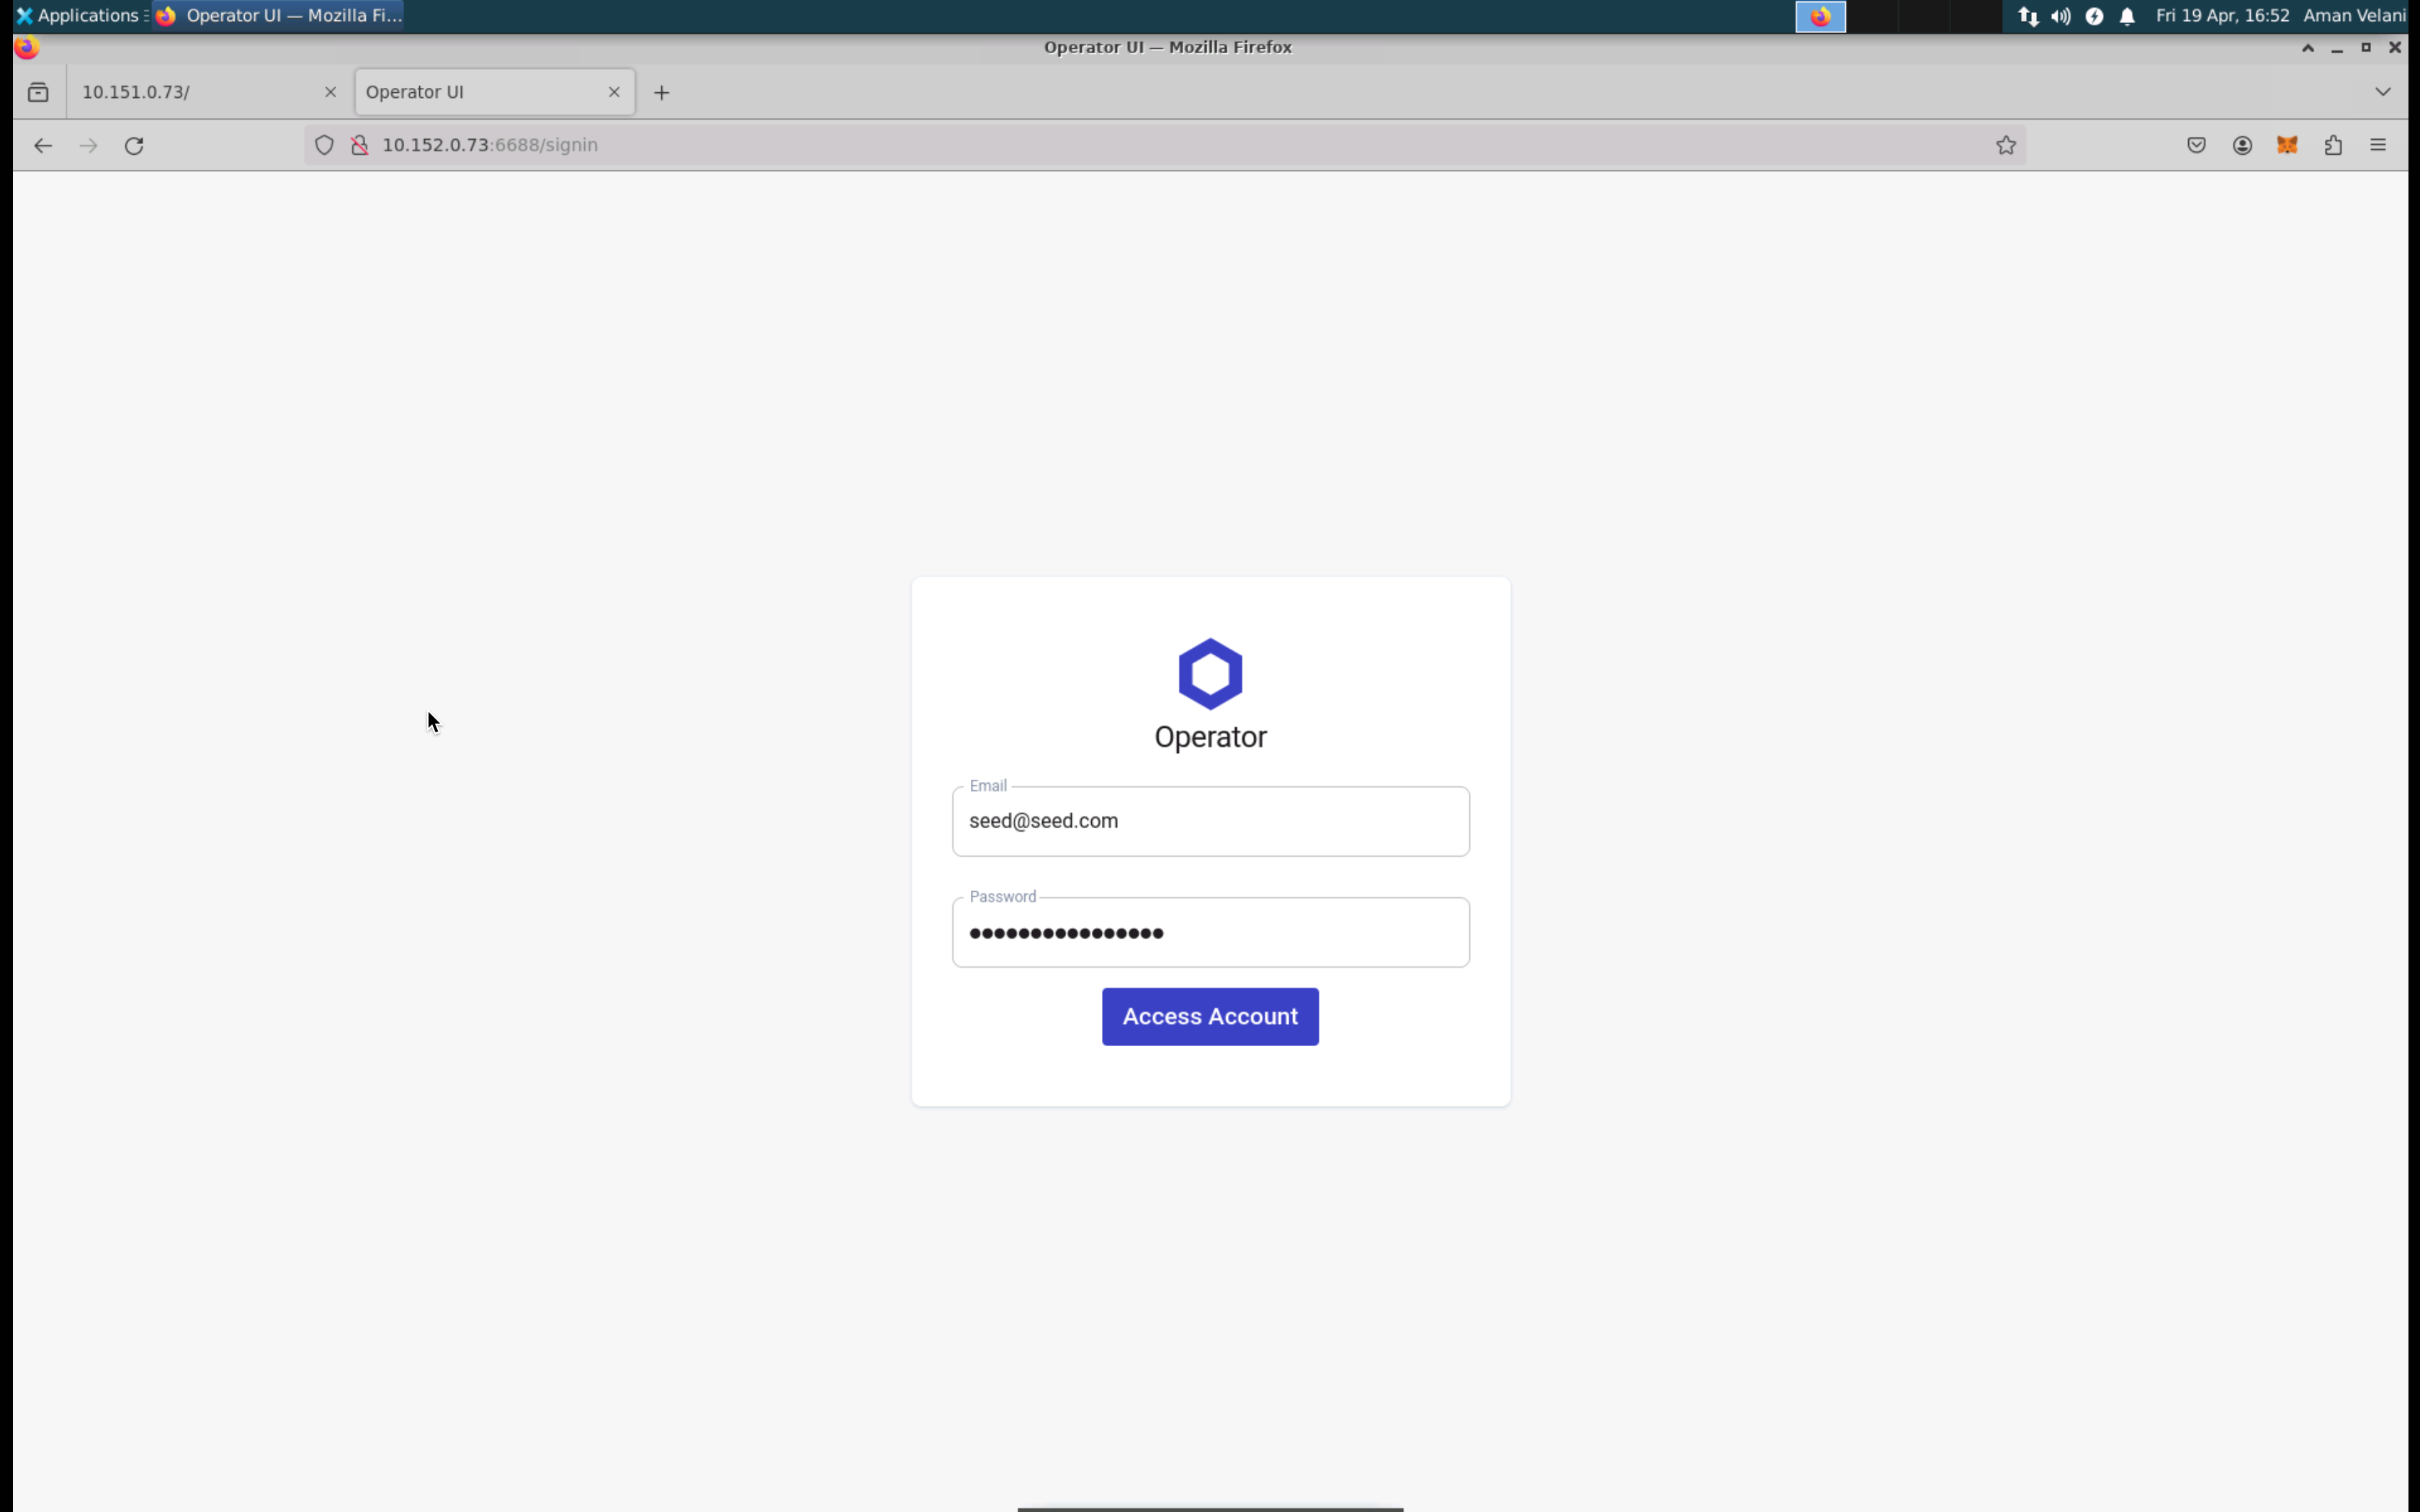 Applications Operator UI — Mozilla Fi... Fri 19 Apr, 16:52 Aman Velani
Operator UI — Mozilla Firefox
10.151.0.73/ Operator UI
10.152.0.73:6688/signin
Operator
Email
seed@seed.com
Password
••••••••••••••••
Access Account